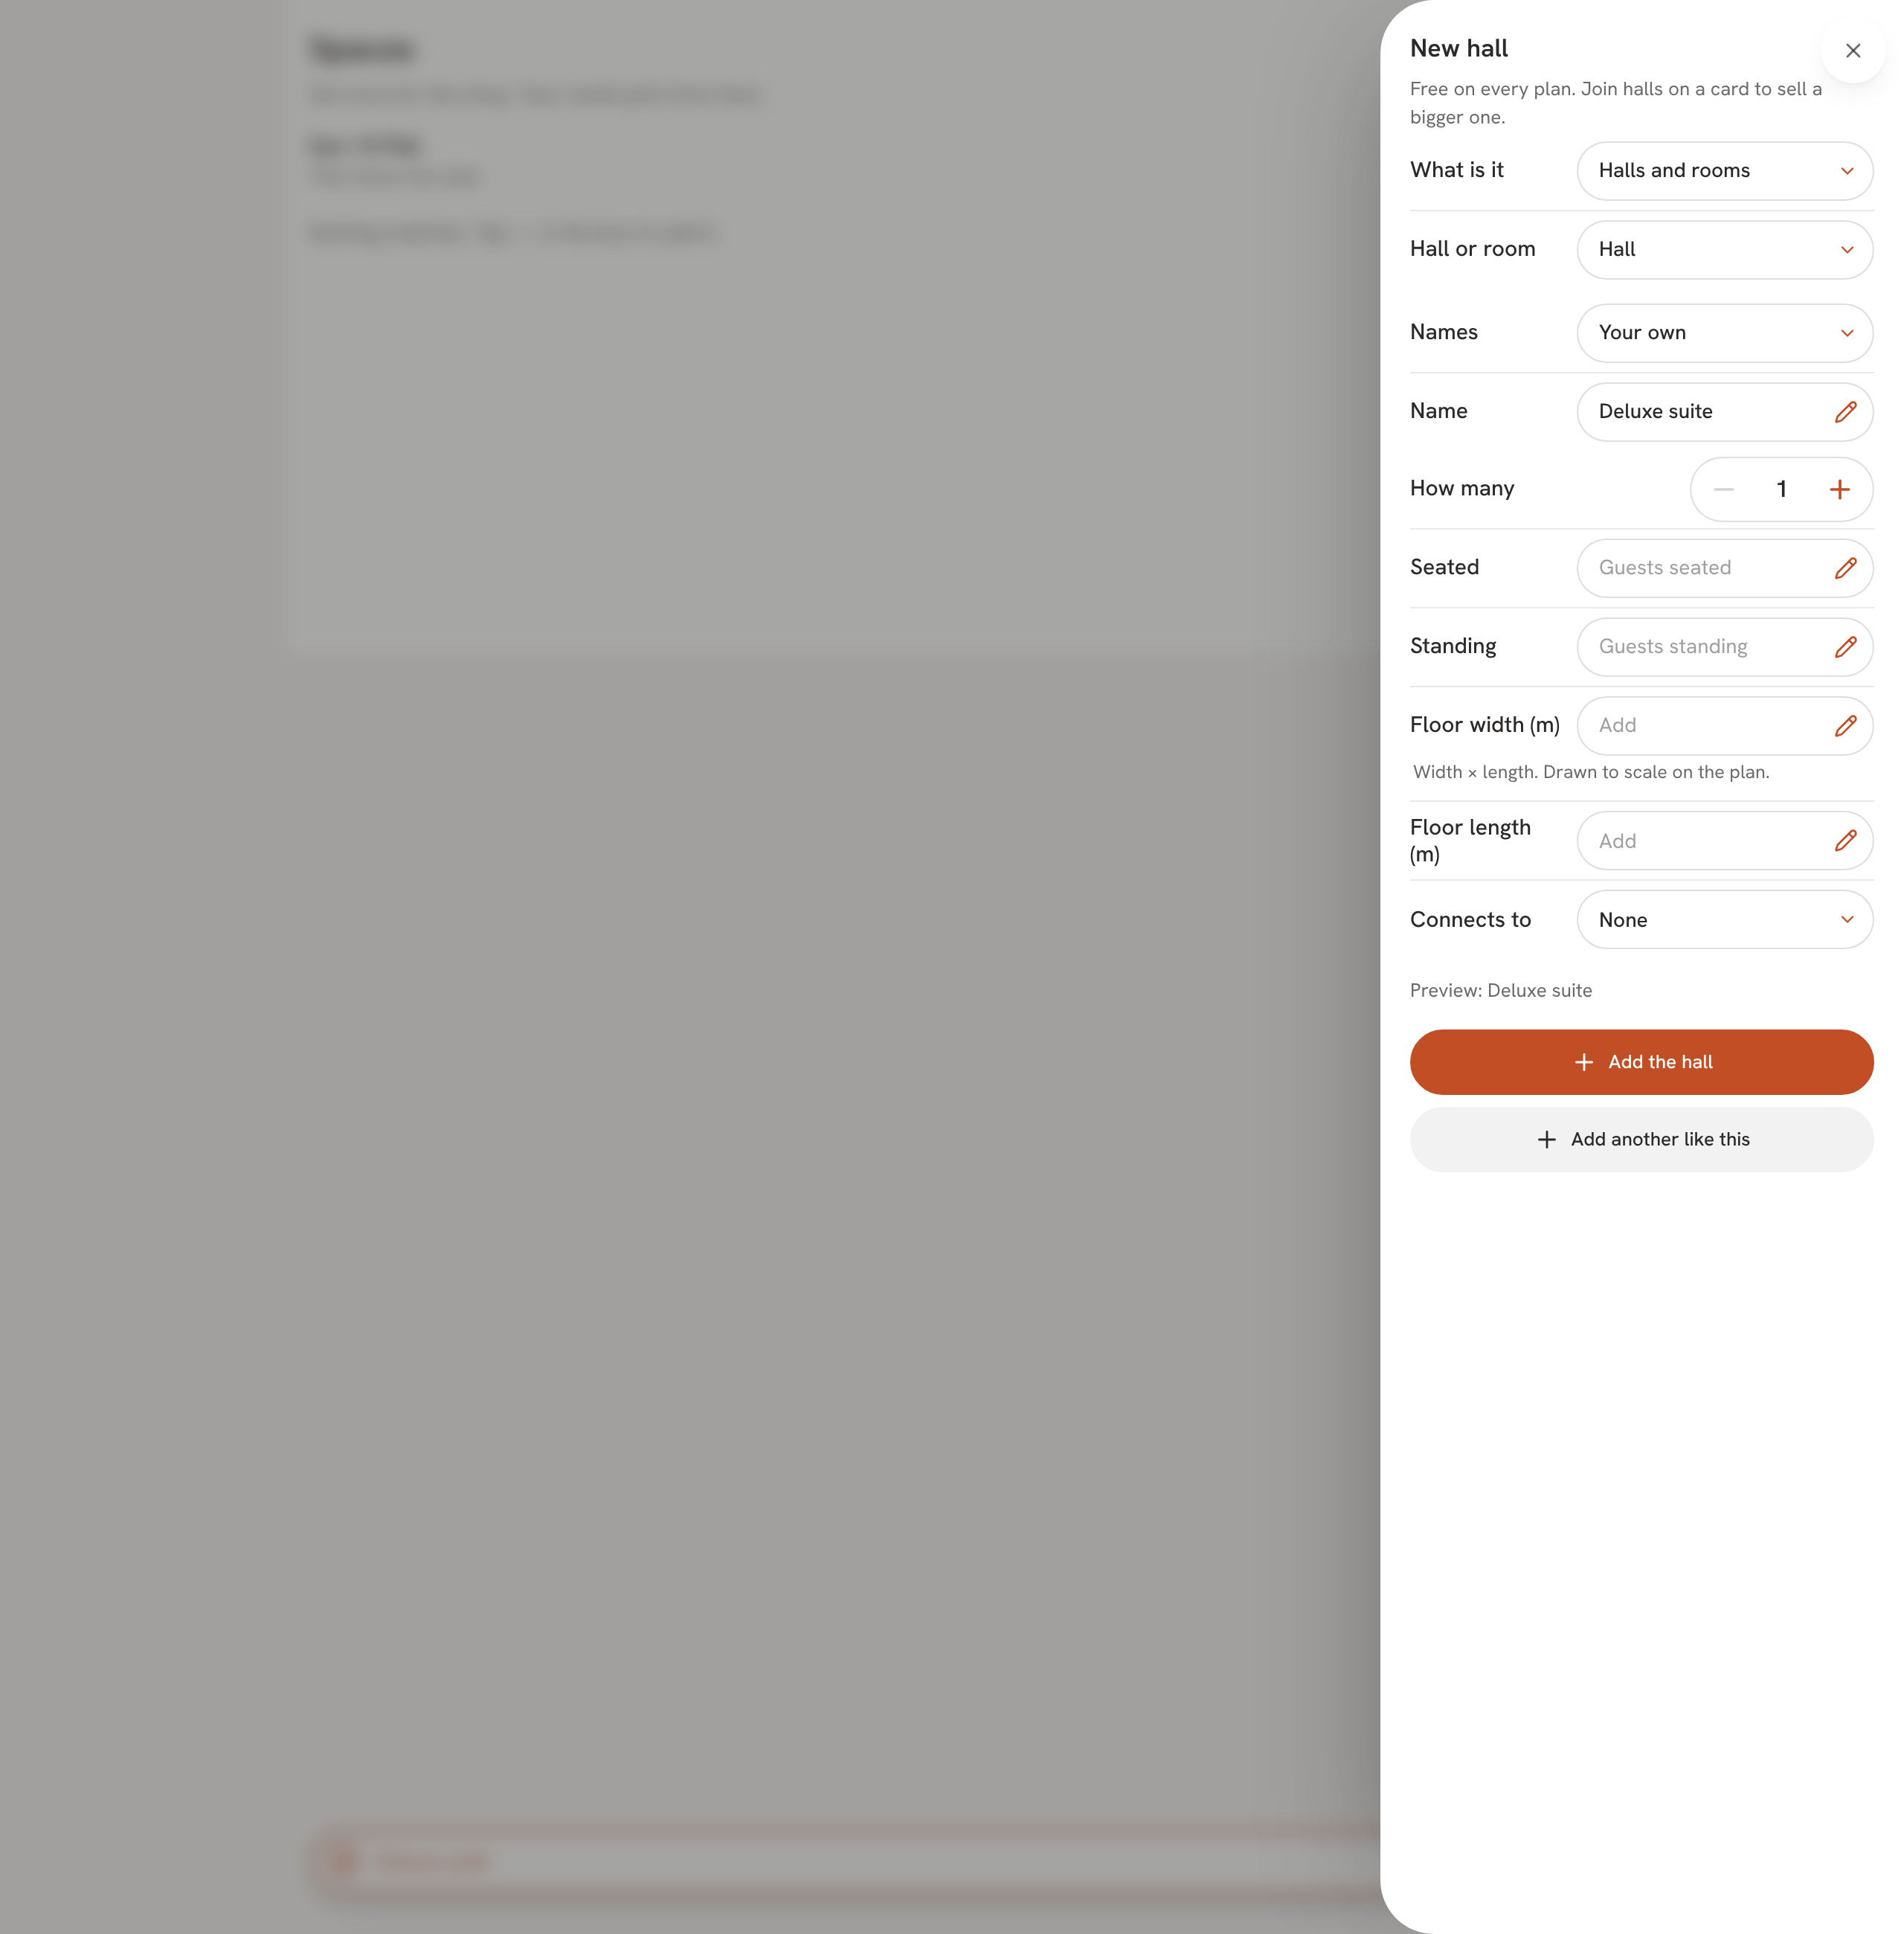 Spaces
New hall
Free on every plan. Join halls on a card to sell a
bigger one.
What is it
Halls and rooms
Hall or room
Hall
Names
Your own
Name
Deluxe suite
How many
1
Seated
Guests seated
Standing
Guests standing
Floor width (m)
Add
Width × length. Drawn to scale on the plan.
Floor length
(m)
Add
Connects to
None
Preview: Deluxe suite
Add the hall
Add another like this